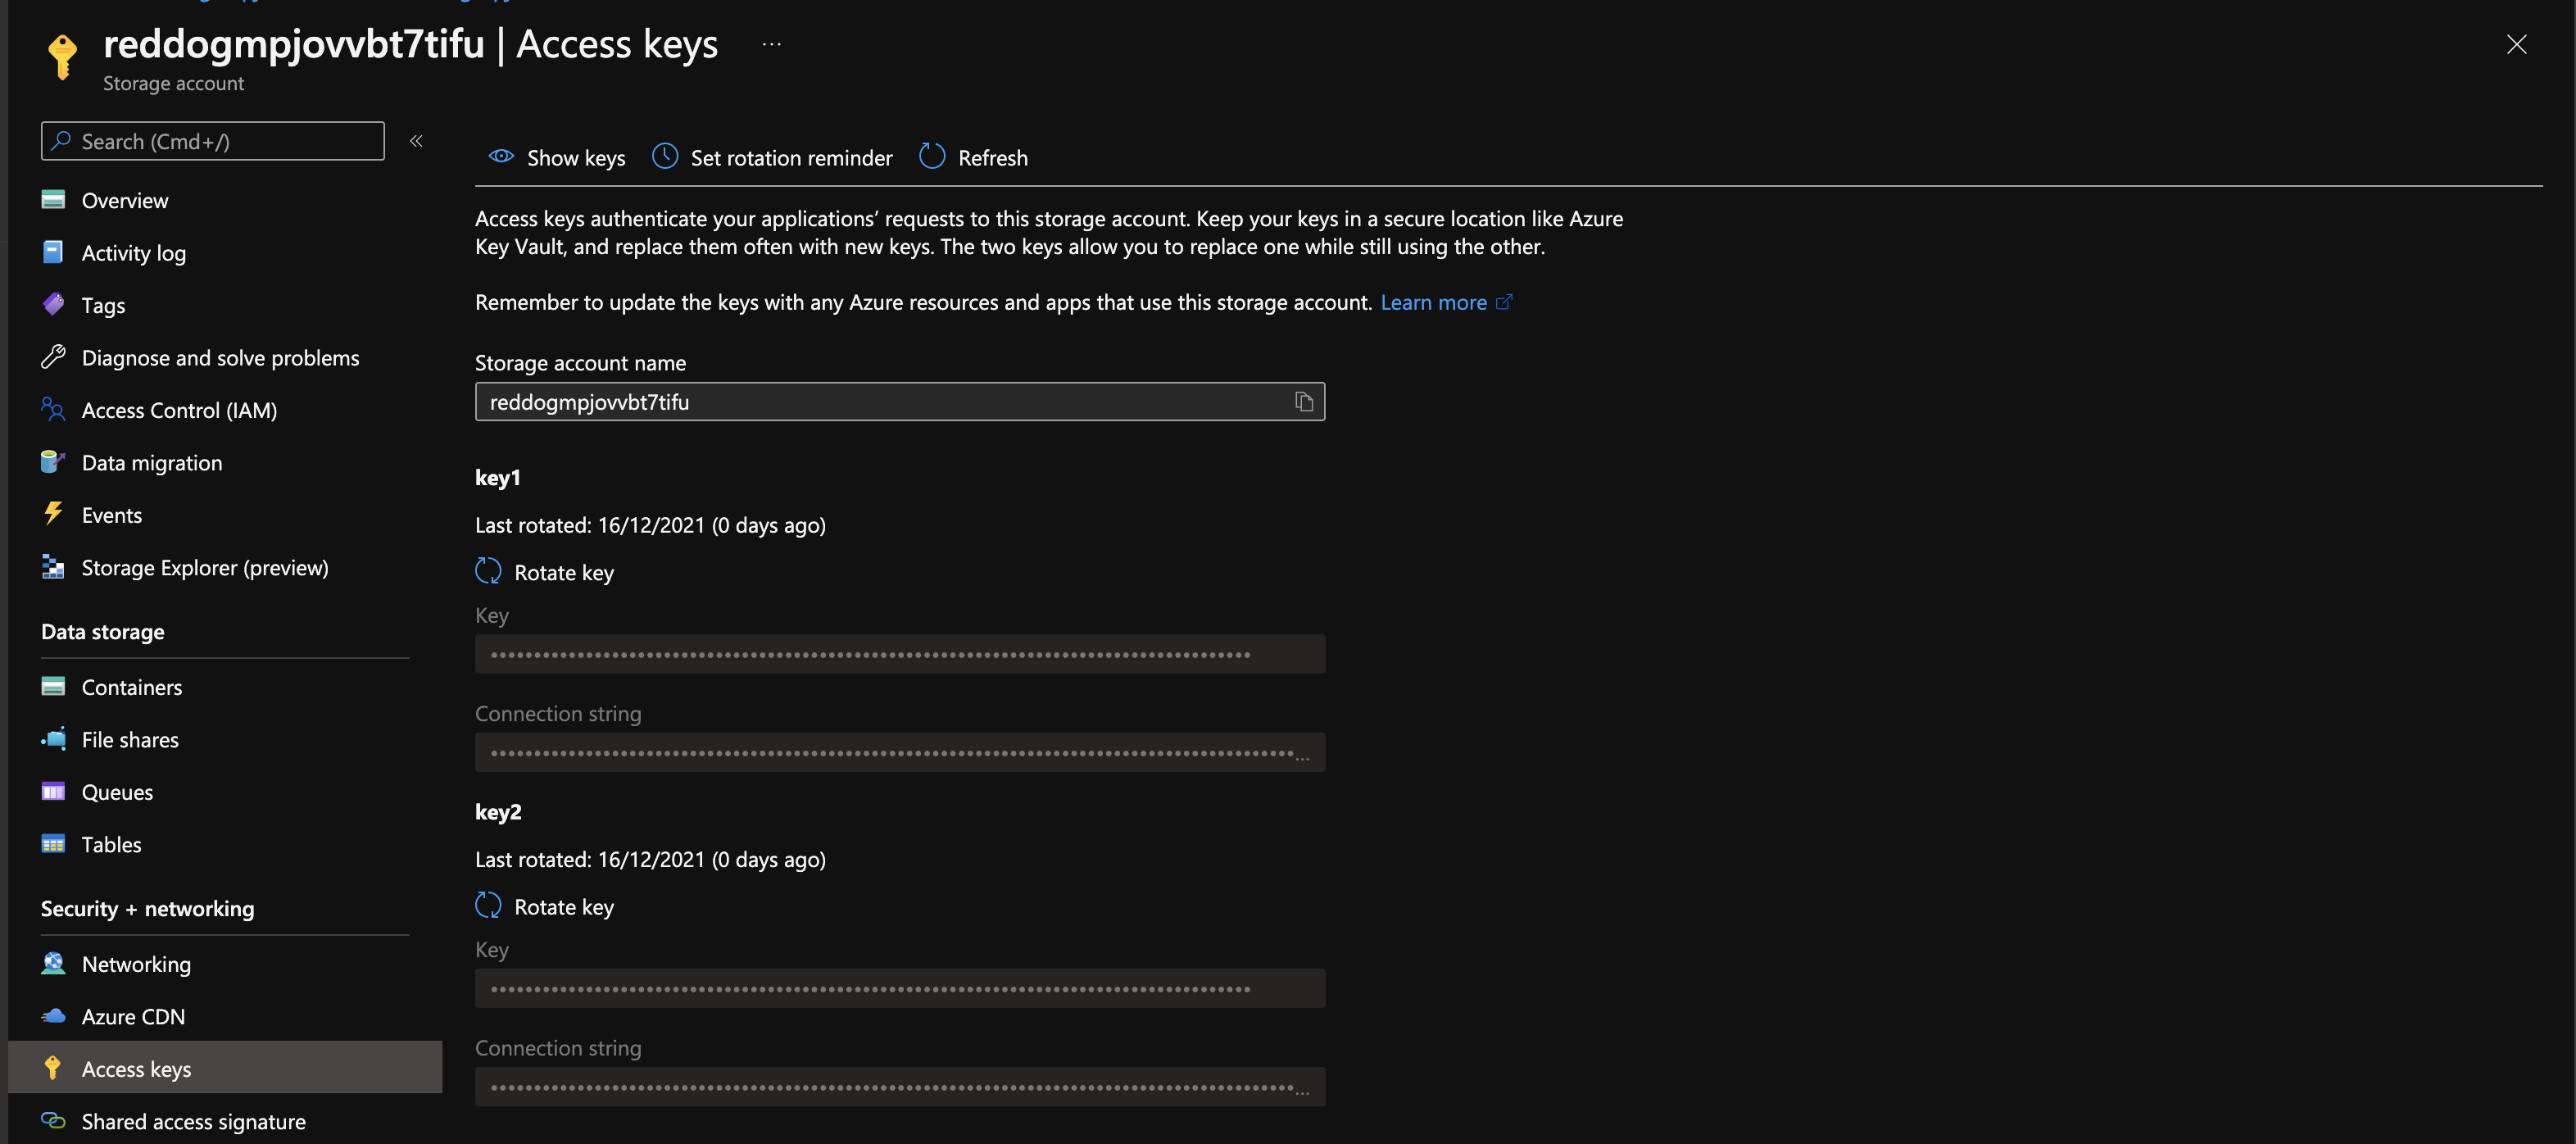 reddogmpjovvbt7tifu | Access keys ...
Storage account
Search (Cmd+/)
«
Overview
Activity log
Tags
Diagnose and solve problems
Access Control (IAM)
Data migration
Events
Storage Explorer (preview)
Data storage
Containers
File shares
Queues
Tables
Security + networking
Networking
Azure CDN
Access keys
Shared access signature
Show keys
Set rotation reminder
Refresh
Access keys authenticate your applications’ requests to this storage account. Keep your keys in a secure location like Azure
Key Vault, and replace them often with new keys. The two keys allow you to replace one while still using the other.
Remember to update the keys with any Azure resources and apps that use this storage account. Learn more
Storage account name
reddogmpjovvbt7tifu
key1
Last rotated: 16/12/2021 (0 days ago)
Rotate key
Key
Connection string
key2
Last rotated: 16/12/2021 (0 days ago)
Rotate key
Key
Connection string